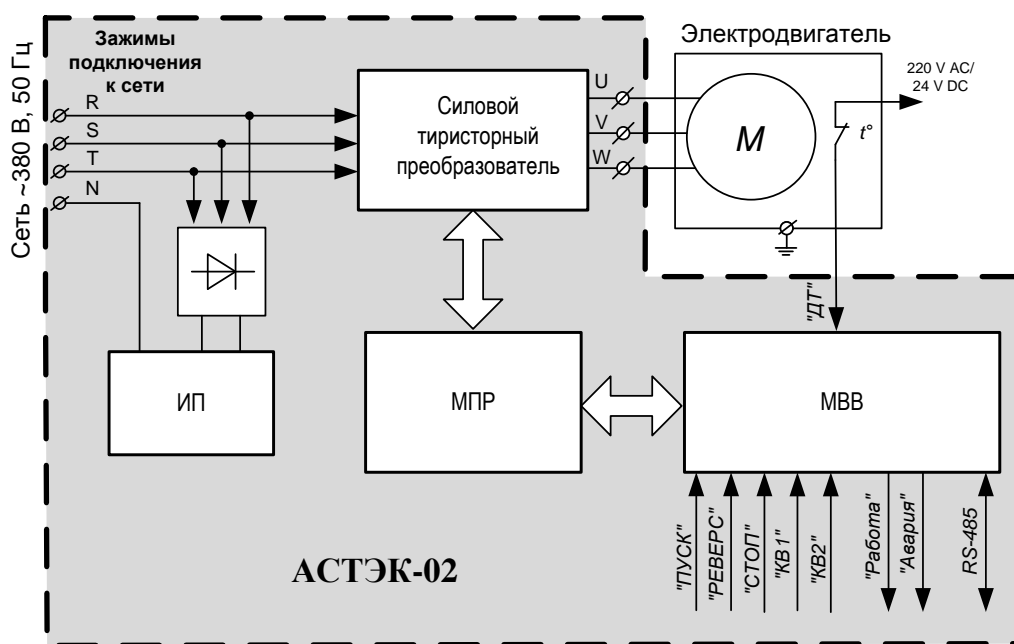 Сеть ~380 В, 50 Гц
Зажимы
подключения
к сети
R
S
T
N
Силовой
тиристорный
преобразователь
U
V
W
Электродвигатель
M
t°
220 V AC/
24 V DC
"ДТ"
ИП
МПР
МВВ
"ПУСК"
"РЕВЕРС"
"СТОП"
"КВ1"
"КВ2"
"Работа"
"Авария"
RS-485
АСТЭК-02